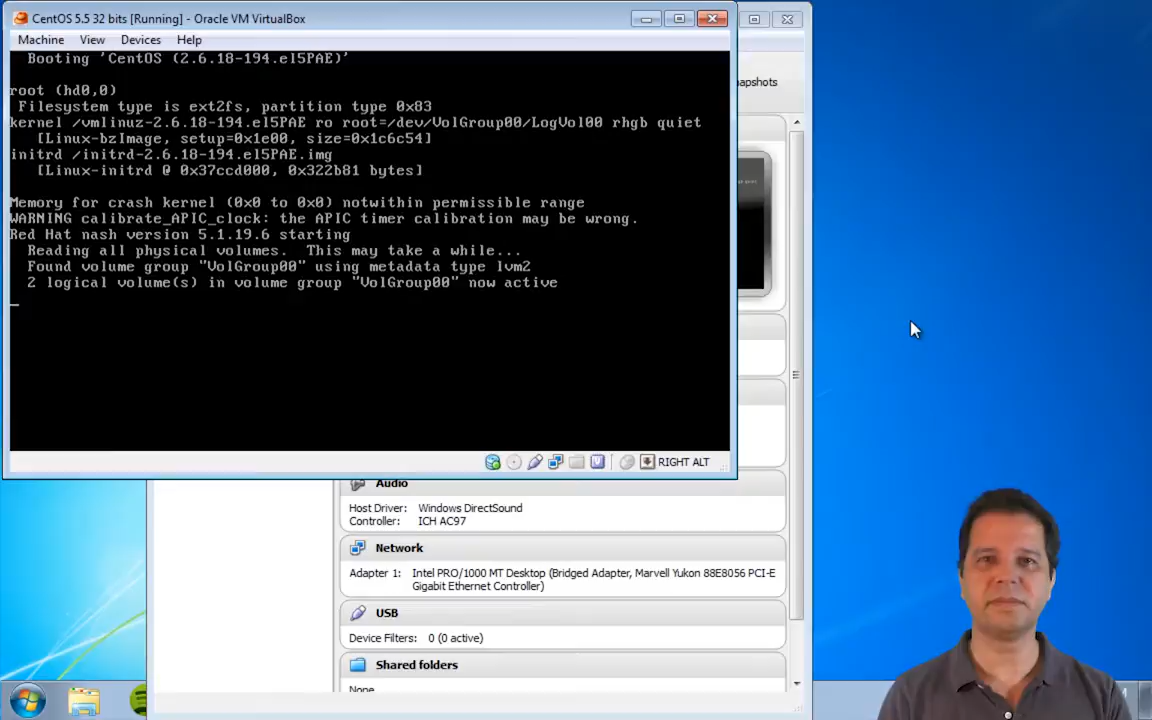 CentOS 5.5 32 bits [Running] - Oracle VM VirtualBox
Machine View Devices Help
Booting 'CentOS (2.6.18-194.el5PAE)'
root (hd0,0)
Filesystem type is ext2fs, partition type 0x83
kernel /vmlinuz-2.6.18-194.el5PAE ro root=/dev/VolGroup00/LogVol00 rhgb quiet
[Linux-bzImage, setup=0x1e00, size=0x1c6c54]
initrd /initrd-2.6.18-194.el5PAE.img
[Linux-initrd @ 0x37ccd000, 0x322b81 bytes]
Memory for crash kernel (0x0 to 0x0) notwithin permissible range
WARNING calibrate_APIC_clock: the APIC timer calibration may be wrong.
Red Hat nash version 5.1.19.6 starting
Reading all physical volumes.  This may take a while...
Found volume group "VolGroup00" using metadata type lvm2
2 logical volume(s) in volume group "VolGroup00" now active
RIGHT ALT
apshots
Audio
Host Driver: Windows DirectSound
Controller: ICH AC97
Network
Adapter 1: Intel PRO/1000 MT Desktop (Bridged Adapter, Marvell Yukon 88E8056 PCI-E
Gigabit Ethernet Controller)
USB
Device Filters: 0 (0 active)
Shared folders
None